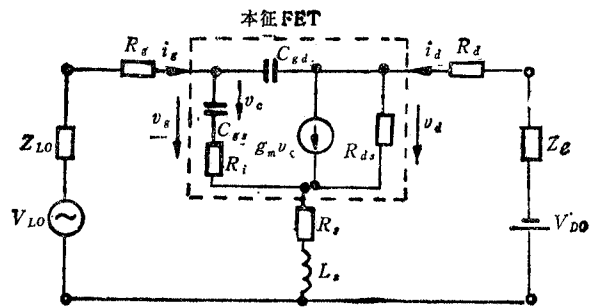 本征FET
R_g
i_g
C_gd
i_d
R_d
v_g
v_c
C_gs
R_i
g_m v_c
R_ds
v_d
Z_LO
Z_e
V_LO
V_DO
R_s
L_s